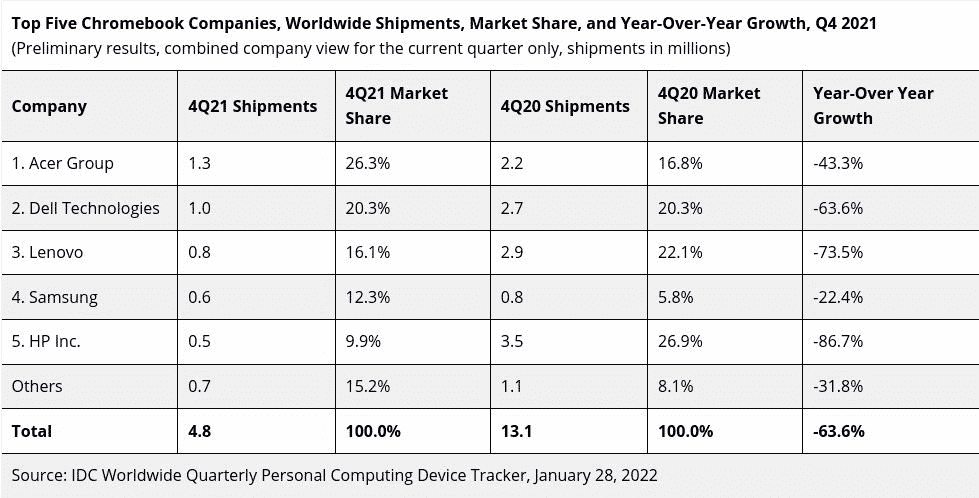 Top Five Chromebook Companies, Worldwide Shipments, Market Share, and Year-Over-Year Growth, Q4 2021
(Preliminary results, combined company view for the current quarter only, shipments in millions)
Company 4Q21 Shipments 4Q21 Market Share 4Q20 Shipments 4Q20 Market Share Year-Over Year Growth
1. Acer Group 1.3 26.3% 2.2 16.8% -43.3%
2. Dell Technologies 1.0 20.3% 2.7 20.3% -63.6%
3. Lenovo 0.8 16.1% 2.9 22.1% -73.5%
4. Samsung 0.6 12.3% 0.8 5.8% -22.4%
5. HP Inc. 0.5 9.9% 3.5 26.9% -86.7%
Others 0.7 15.2% 1.1 8.1% -31.8%
Total 4.8 100.0% 13.1 100.0% -63.6%
Source: IDC Worldwide Quarterly Personal Computing Device Tracker, January 28, 2022